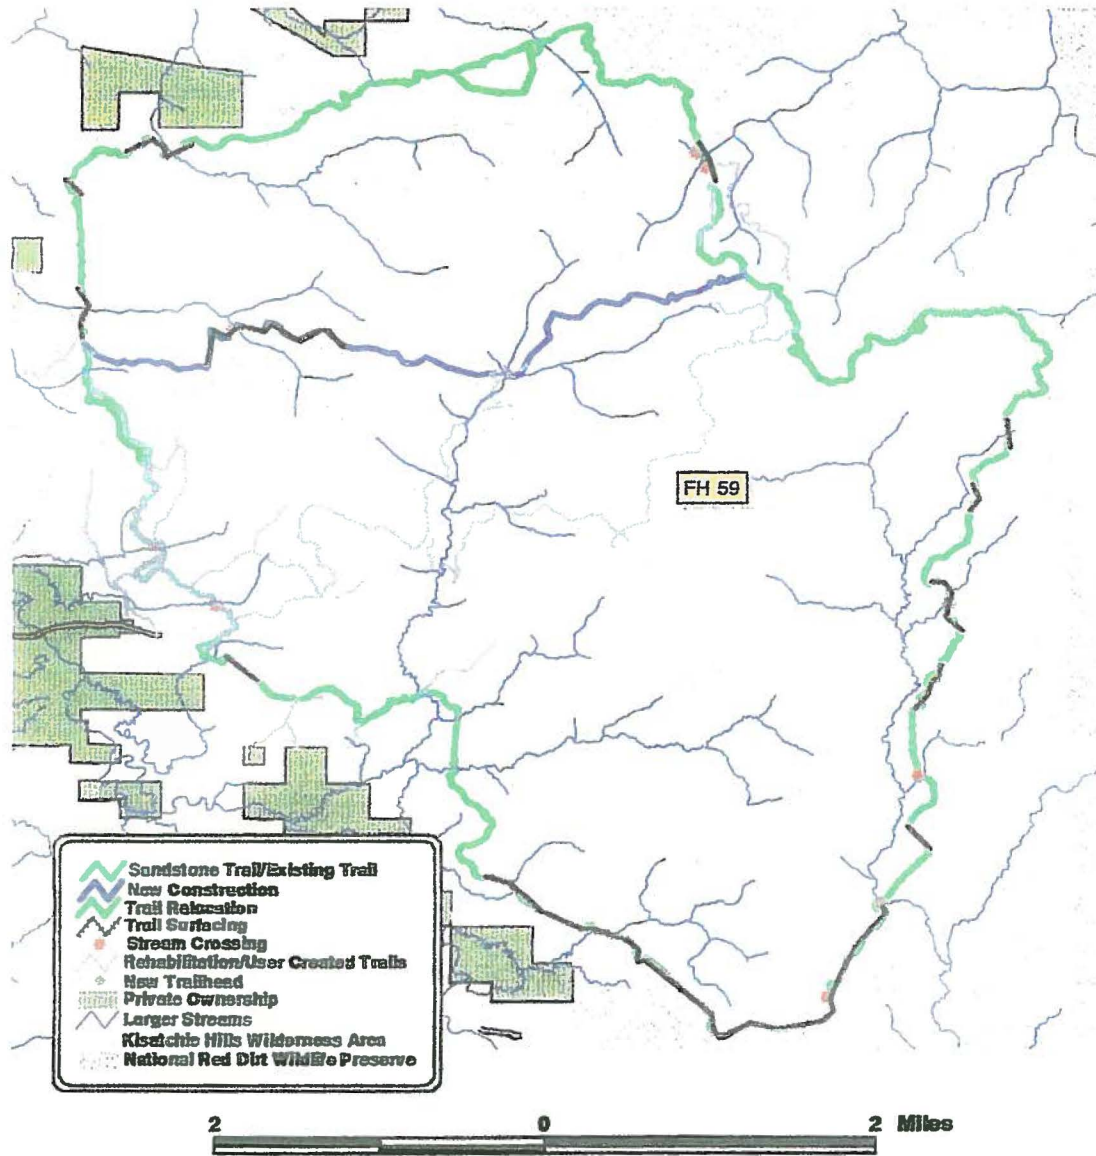 FH 59
Sandstone Trail/Existing Trail
New Construction
Trail Relocation
Trail Surfacing
Stream Crossing
Rehabilitation/User Created Trails
New Trailhead
Private Ownership
Larger Streams
Kisatchie Hills Wilderness Area
National Red Dirt Wildlife Preserve
2 0 2 Miles